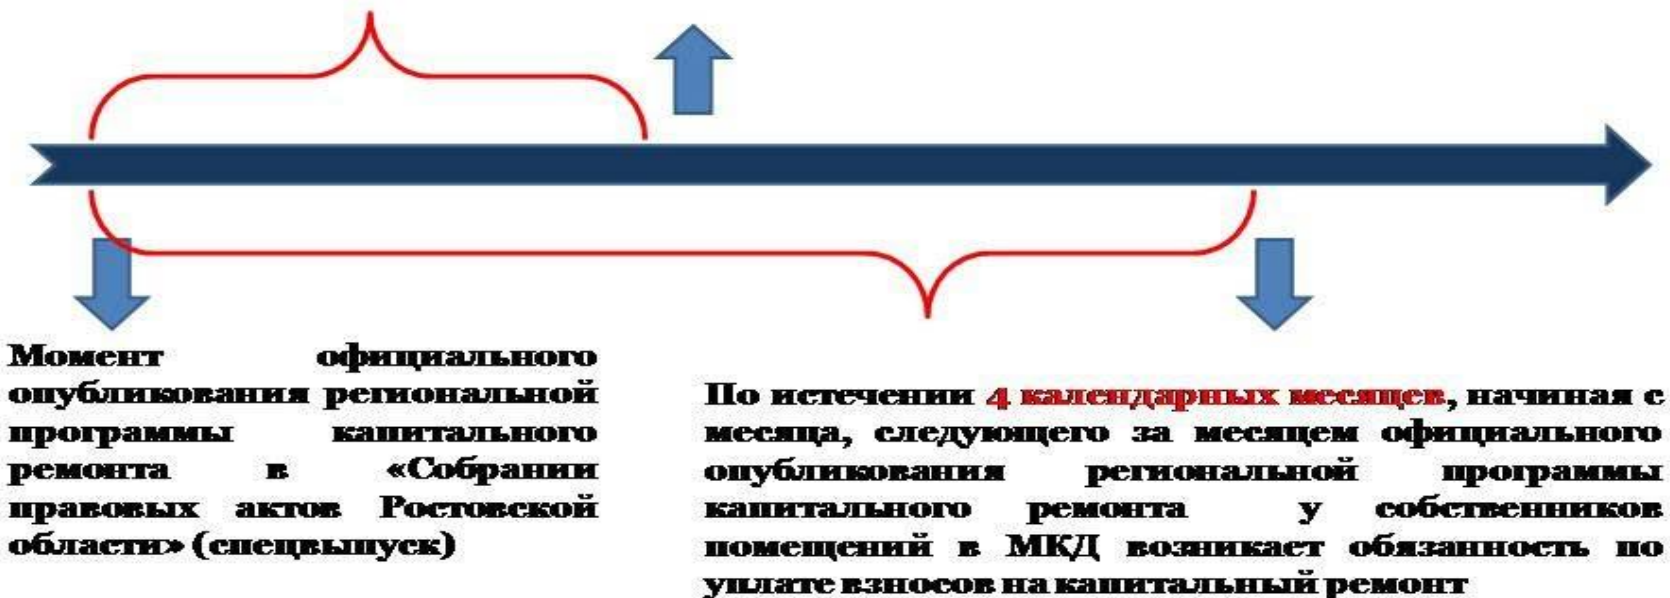 Момент официального
опубликования региональной
программы капитального
ремонта в «Собрании
правовых актов Ростовской
области» (спецвыпуск)
По истечении 4 календарных месяцев, начиная с
месяца, следующего за месяцем официального
опубликования региональной программы
капитального ремонта у собственников
помещений в МКД возникает обязанность по
уплате взносов на капитальный ремонт